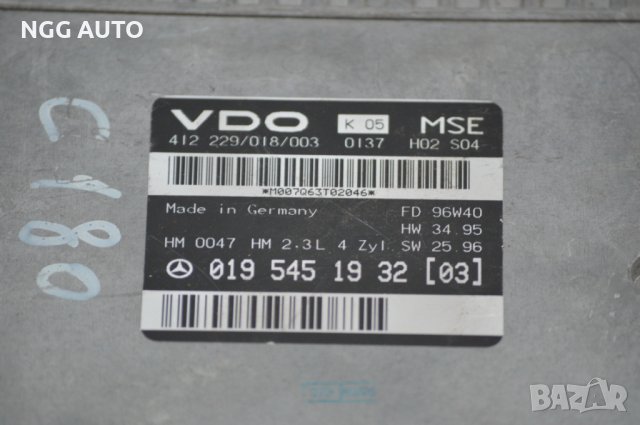 NGG AUTO
C180
VDO K 05 MSE
412 229/018/003 0137 H02 S04
*M007Q63T02046*
Made in Germany FD 96W40
HW 34.95
HM 0047 HM 2.3L 4 Zyl SW 25.96
019 545 19 32 [03]
BAZAR